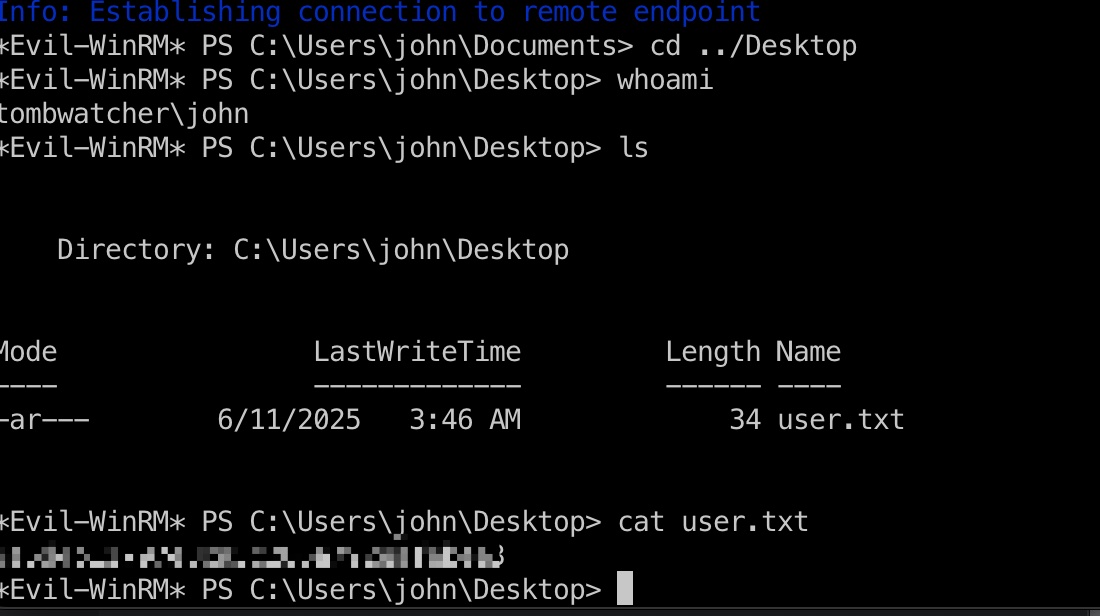 Info: Establishing connection to remote endpoint
*Evil-WinRM* PS C:\Users\john\Documents> cd ../Desktop
*Evil-WinRM* PS C:\Users\john\Desktop> whoami
tombwatcher\john
*Evil-WinRM* PS C:\Users\john\Desktop> ls
Directory: C:\Users\john\Desktop
Mode LastWriteTime Length Name
---- ------------- ------ ----
-ar--- 6/11/2025 3:46 AM 34 user.txt
*Evil-WinRM* PS C:\Users\john\Desktop> cat user.txt
*Evil-WinRM* PS C:\Users\john\Desktop>